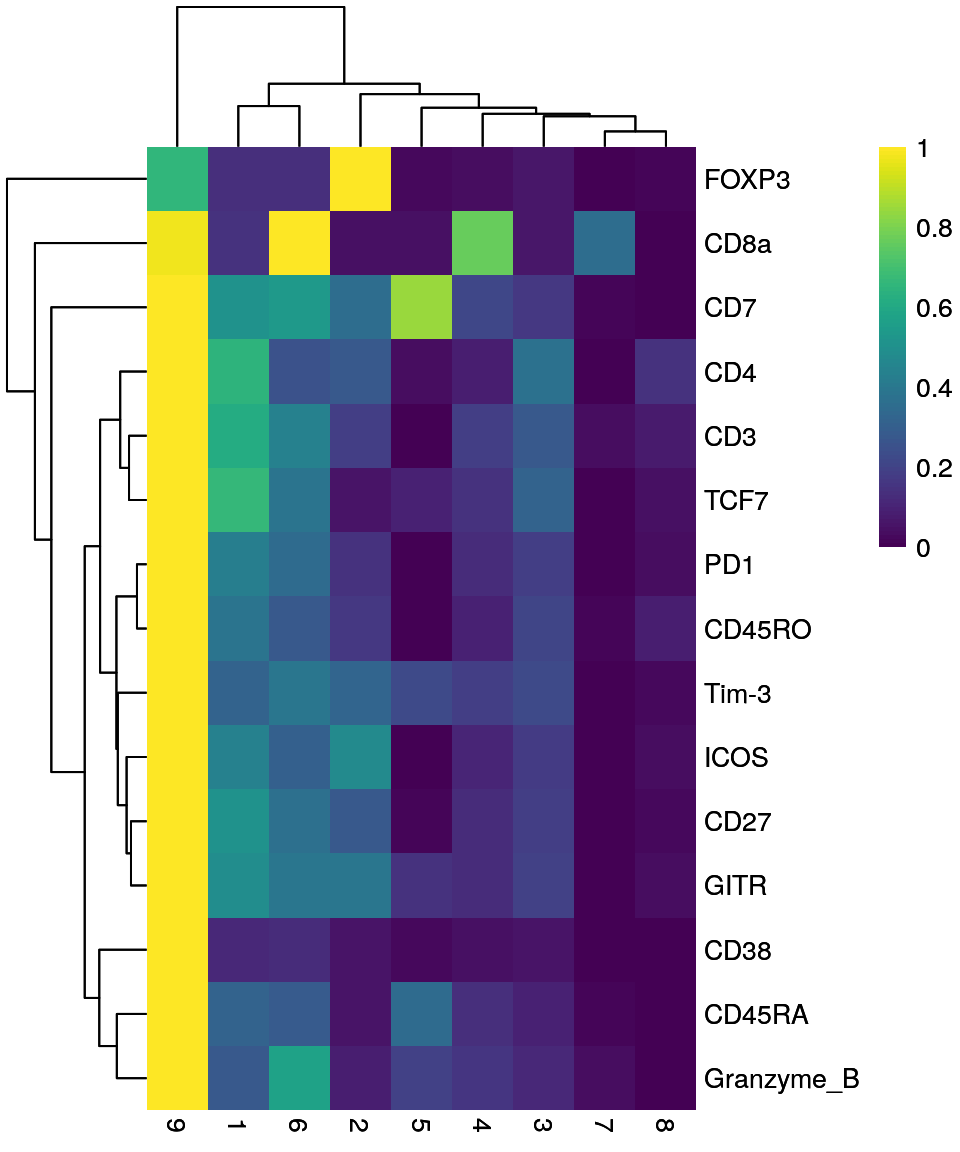 FOXP3
CD8a
CD7
CD4
CD3
TCF7
PD1
CD45RO
Tim-3
ICOS
CD27
GITR
CD38
CD45RA
Granzyme_B
9 1 6 2 5 4 3 7 8
1
0.8
0.6
0.4
0.2
0